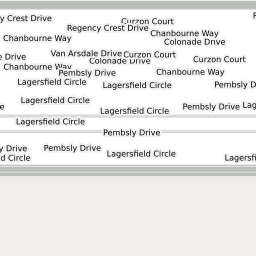 y Crest Drive
Curzon Court
Regency Crest Drive
Chanbourne Way
Chanbourne Way
Colonade Drive
Van Arsdale Drive
Curzon Court
e Drive
Colonade Drive
Curzon Court
Chanbourne Way
Pembsly Drive
Chanbourne Way
Lagersfield Circle
Lagersfield Circle
Pembsly D
Lagersfield Circle
Pembsly Drive
Lag
e
Lagersfield Circle
Lagersfield Circle
Pembsly Drive
y Drive
Pembsly Drive
Lagersfield Circle
d Circle
Lagersfi